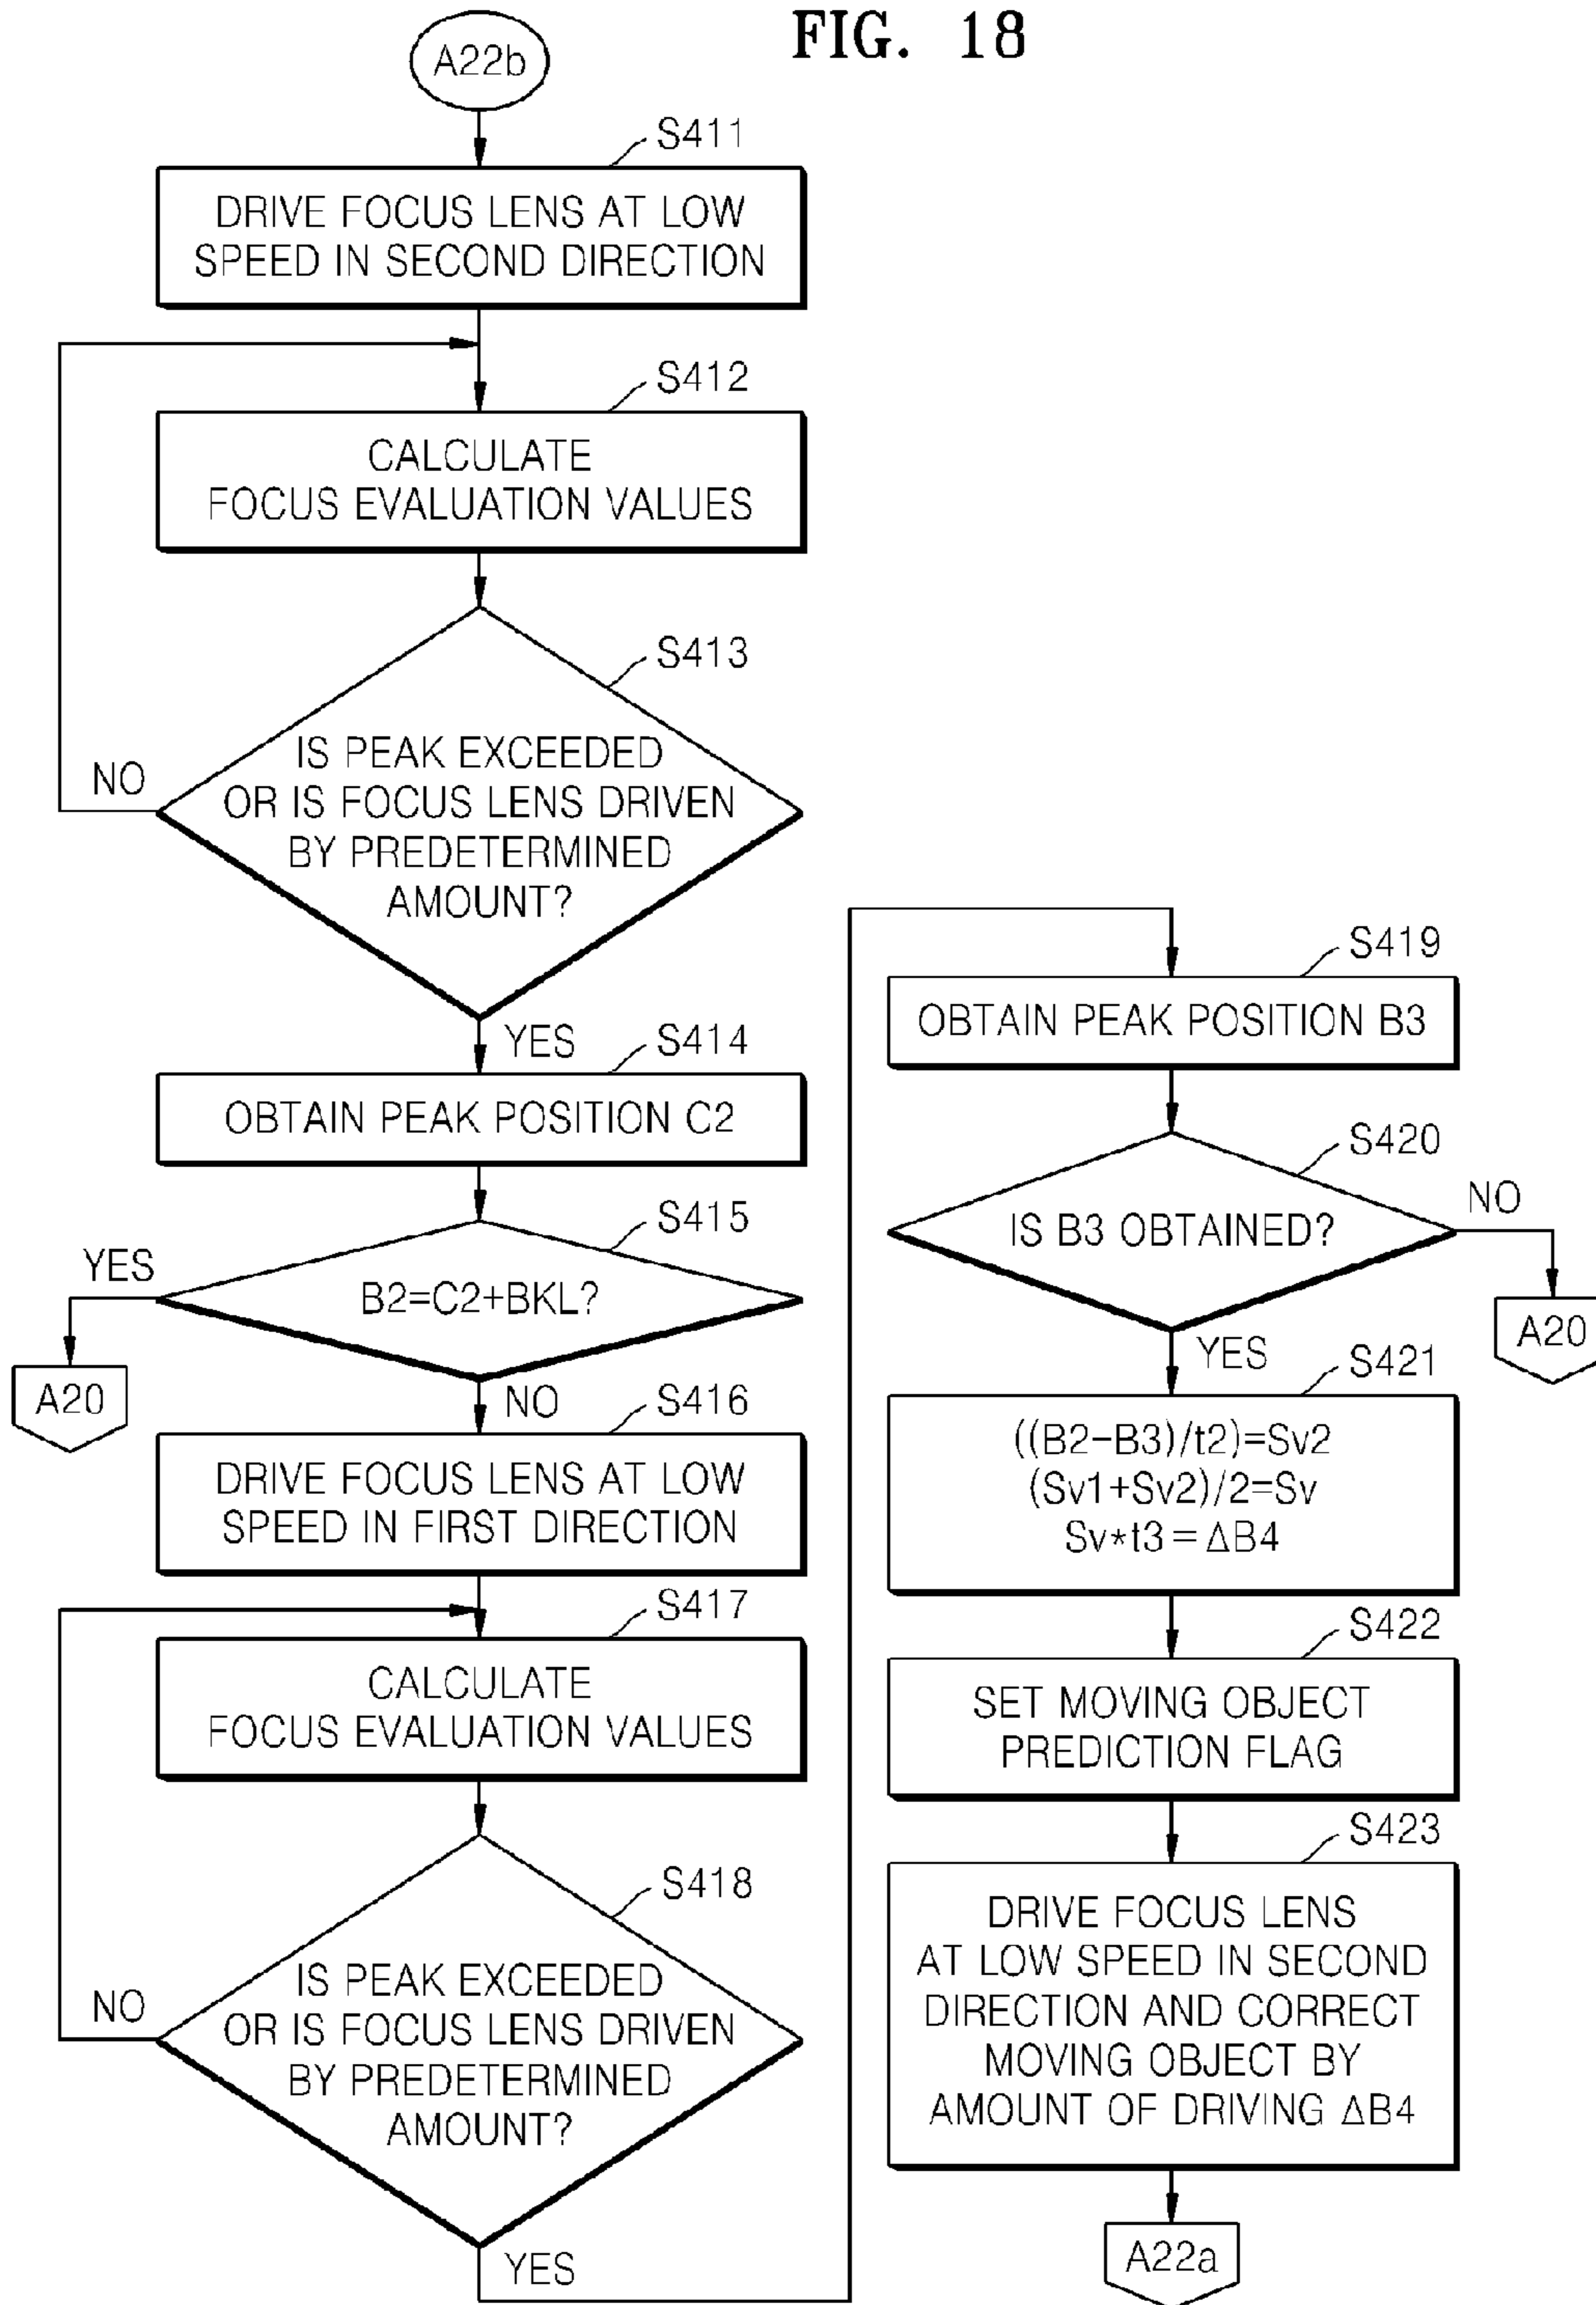 FIG. 18
A22b
S411
DRIVE FOCUS LENS AT LOW
SPEED IN SECOND DIRECTION
S412
CALCULATE
FOCUS EVALUATION VALUES
S413
IS PEAK EXCEEDED
OR IS FOCUS LENS DRIVEN
BY PREDETERMINED
AMOUNT?
NO
YES
S414
OBTAIN PEAK POSITION C2
S415
B2=C2+BKL?
YES
A20
NO
S416
DRIVE FOCUS LENS AT LOW
SPEED IN FIRST DIRECTION
S417
CALCULATE
FOCUS EVALUATION VALUES
S418
IS PEAK EXCEEDED
OR IS FOCUS LENS DRIVEN
BY PREDETERMINED
AMOUNT?
NO
YES
S419
OBTAIN PEAK POSITION B3
S420
IS B3 OBTAINED?
NO
A20
YES
S421
((B2-B3)/t2)=Sv2
(Sv1+Sv2)/2=Sv
Sv*t3=ΔB4
S422
SET MOVING OBJECT
PREDICTION FLAG
S423
DRIVE FOCUS LENS
AT LOW SPEED IN SECOND
DIRECTION AND CORRECT
MOVING OBJECT BY
AMOUNT OF DRIVING ΔB4
A22a